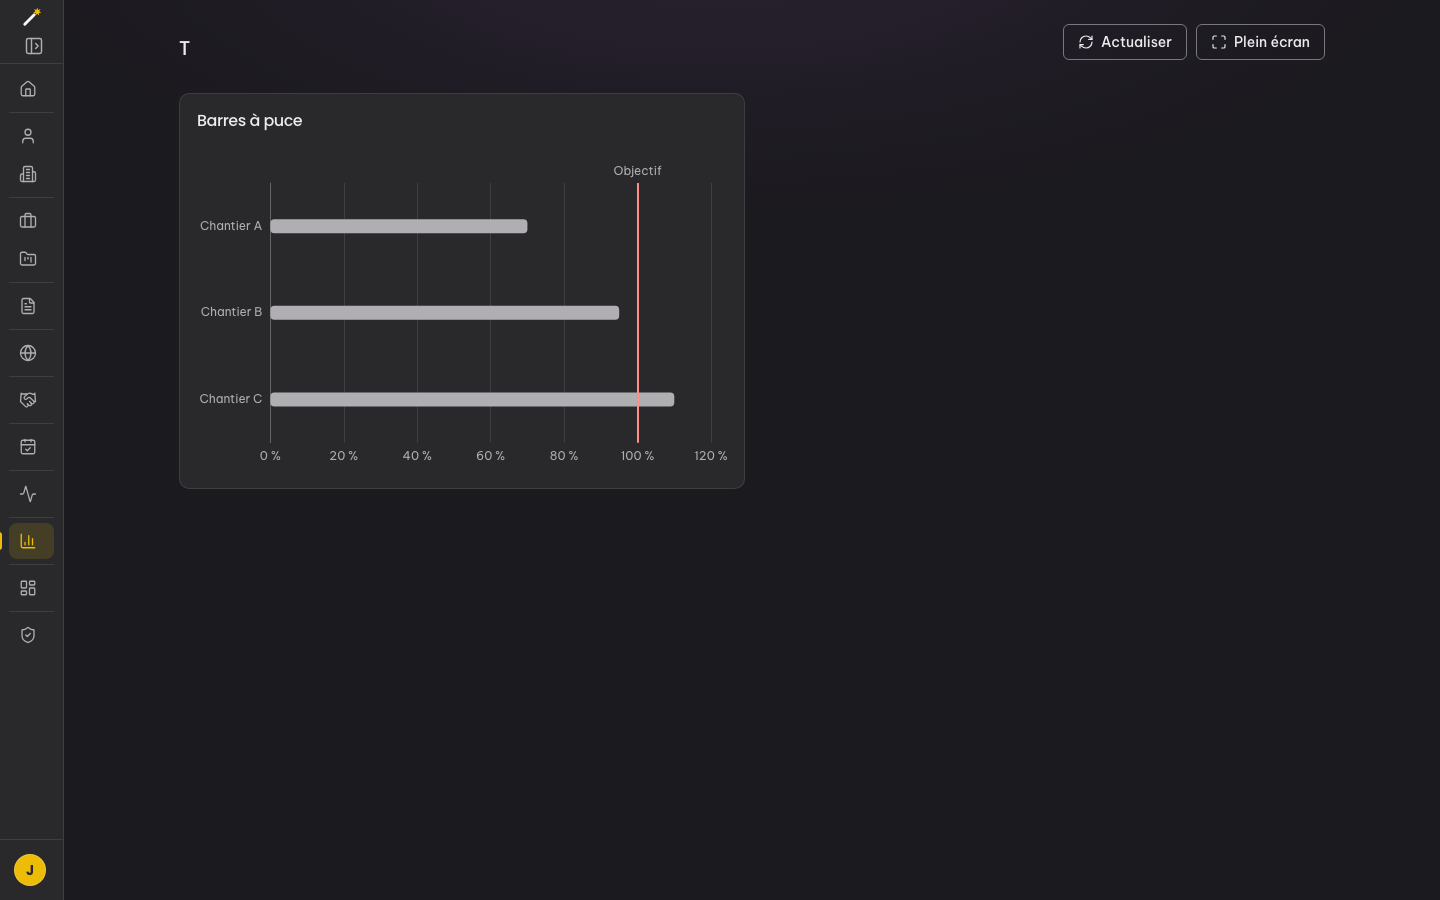 T
Actualiser
Plein écran
Barres à puce
Objectif
Chantier A
Chantier B
Chantier C
0 % 20 % 40 % 60 % 80 % 100 % 120 %
J